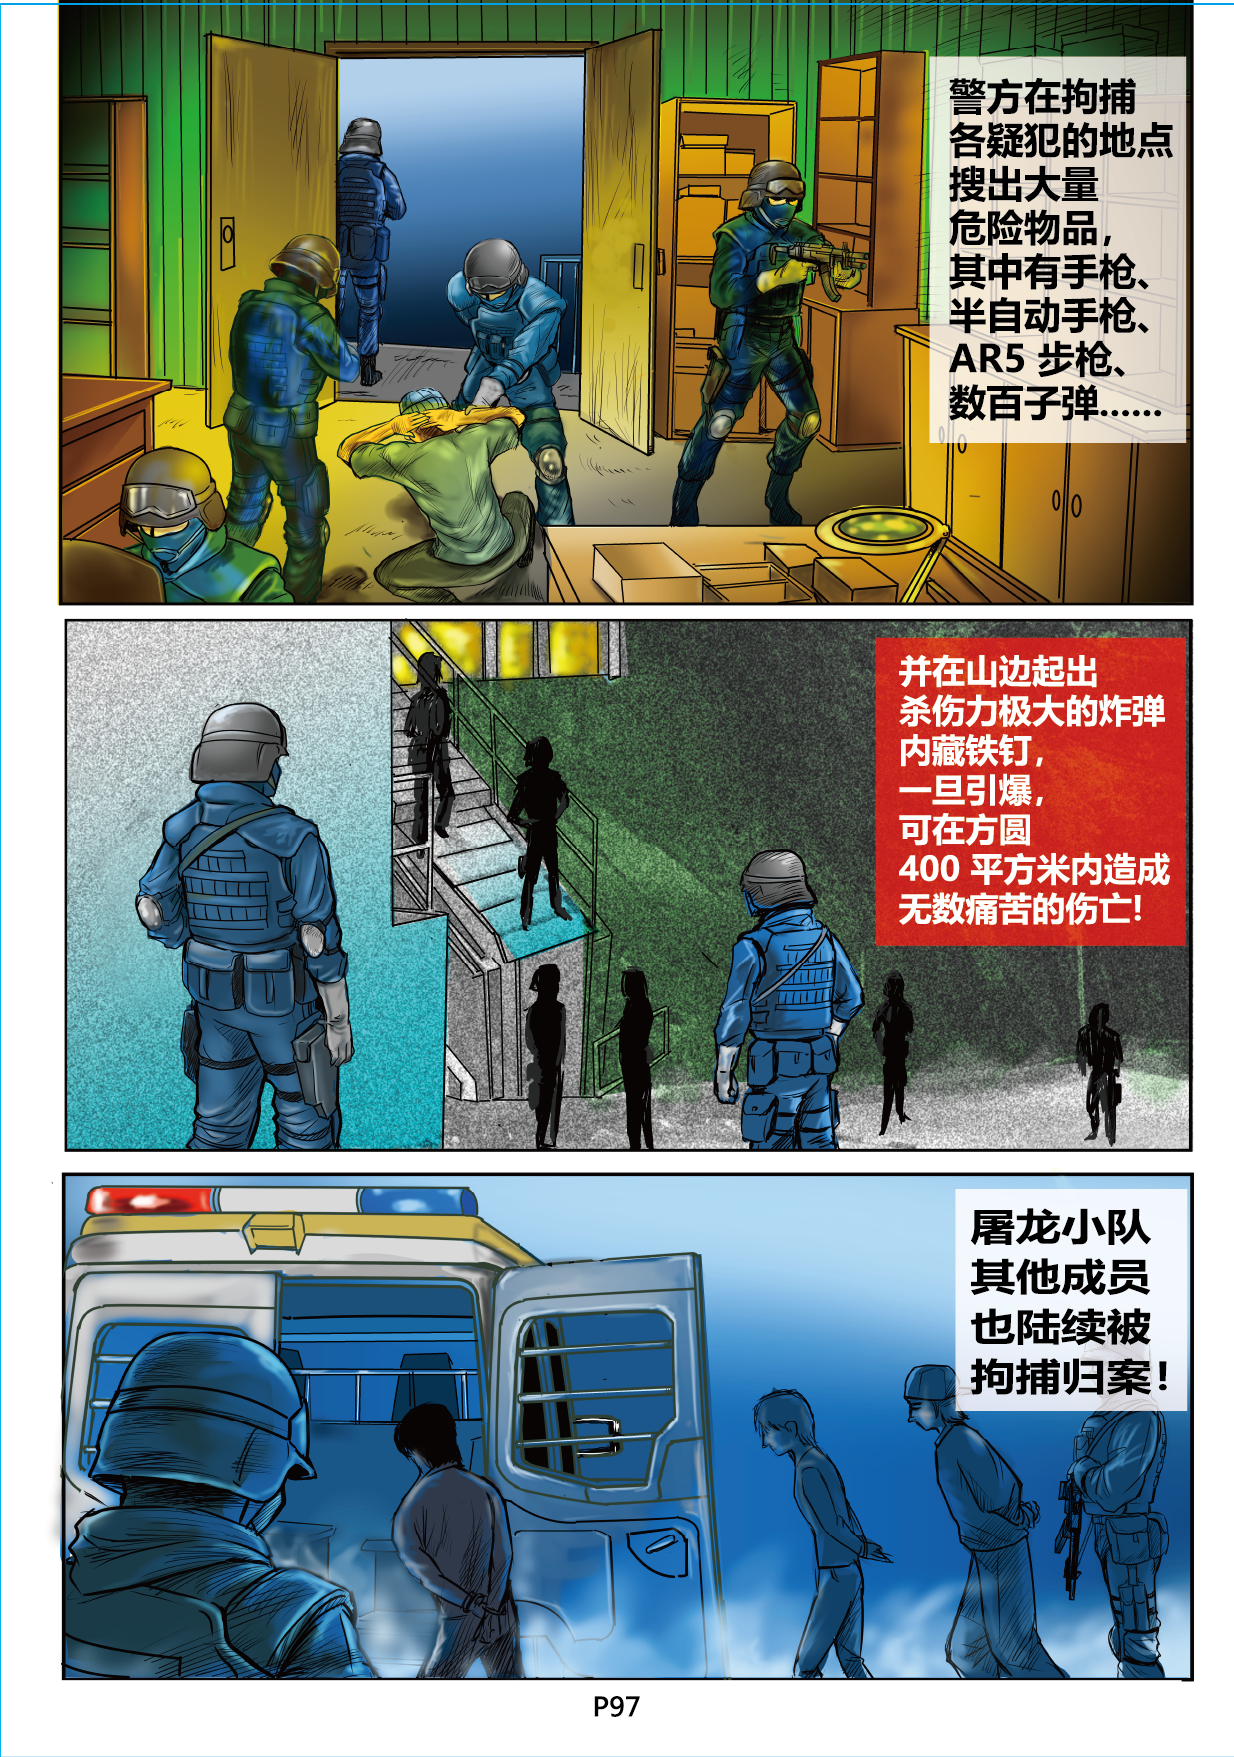 警方在拘捕
各疑犯的地点
搜出大量
危险物品，
其中有手枪、
半自动手枪、
AR5 步枪、
数百子弹......
并在山边起出
杀伤力极大的炸弹
内藏铁钉，
一旦引爆，
可在方圆
400 平方米内造成
无数痛苦的伤亡！
屠龙小队
其他成员
也陆续被
拘捕归案！
P97